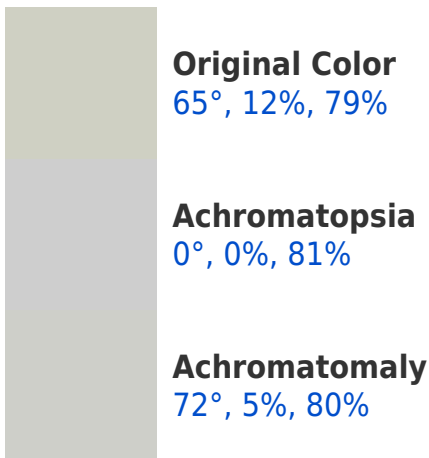 Original Color
65°, 12%, 79%
Achromatopsia
0°, 0%, 81%
Achromatomaly
72°, 5%, 80%